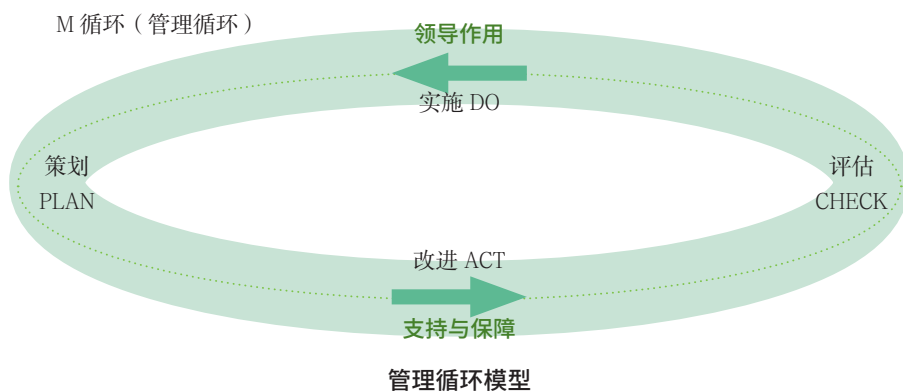 M 循环（管理循环）
领导作用
实施 DO
策划
PLAN
评估
CHECK
改进 ACT
支持与保障
管理循环模型